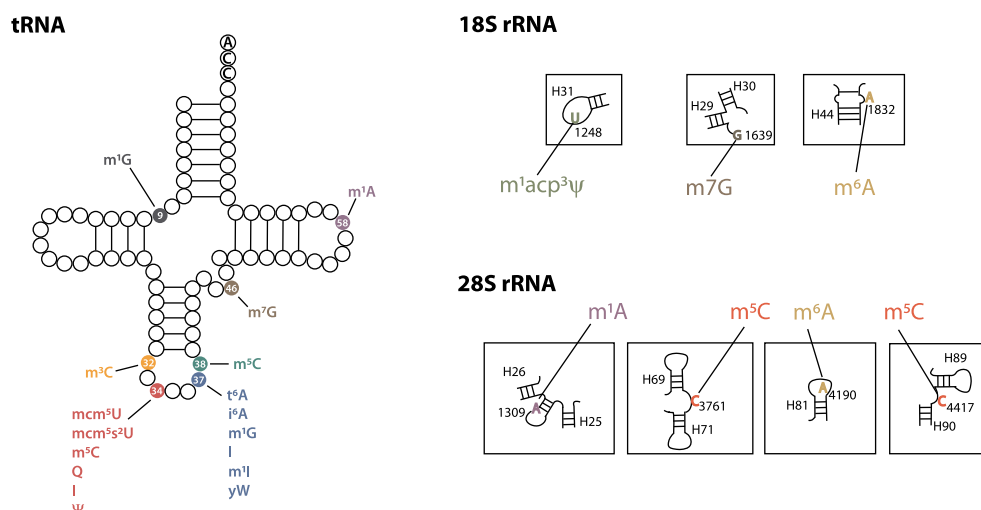 tRNA
A
C
C
m¹G
9
m¹A
58
46
m⁷G
32
38
m³C
m⁵C
37
34
t⁶A
mcm⁵U
i⁶A
mcm⁵s²U
m¹G
m⁵C
I
Q
m¹I
I
yW
Ψ
18S rRNA
H31
U
1248
m¹acp³ψ
H30
H29
G 1639
m7G
A
1832
H44
m⁶A
28S rRNA
m¹A
H26
1309
A
H25
m⁵C
H69
C
3761
H71
m⁶A
A
4190
H81
m⁵C
H89
C
4417
H90